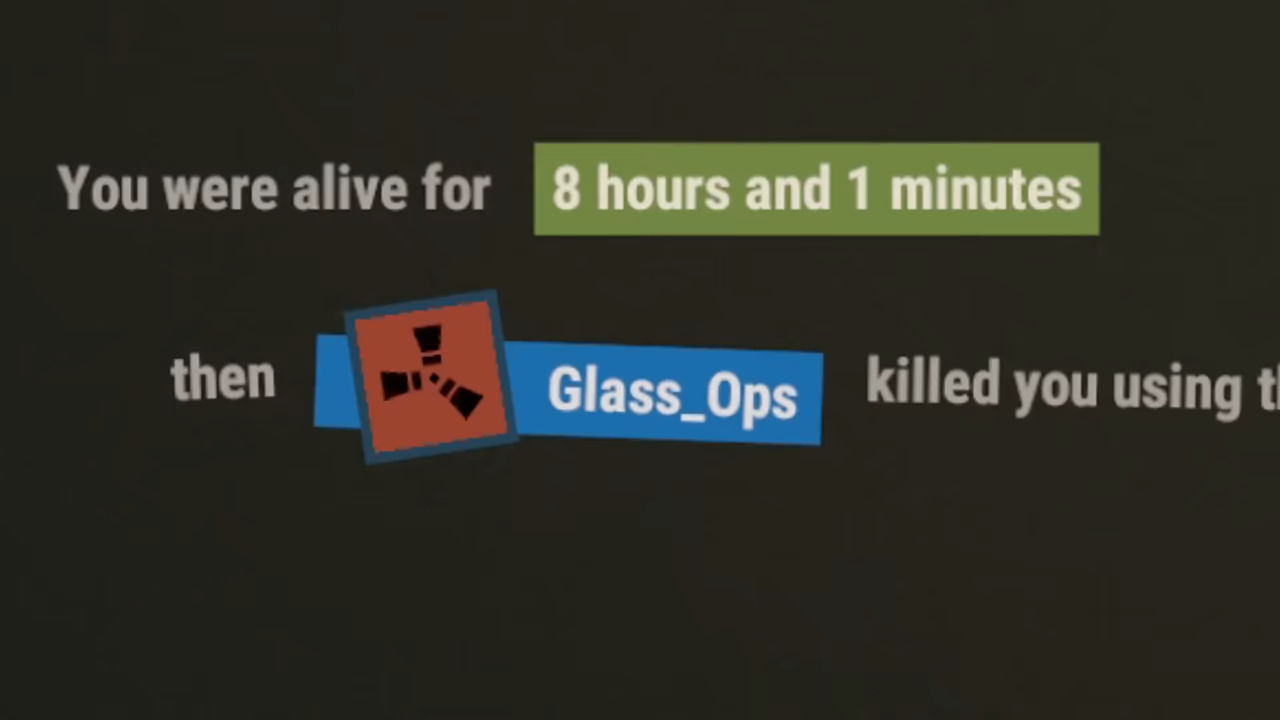 You were alive for 8 hours and 1 minutes
then Glass_Ops killed you using